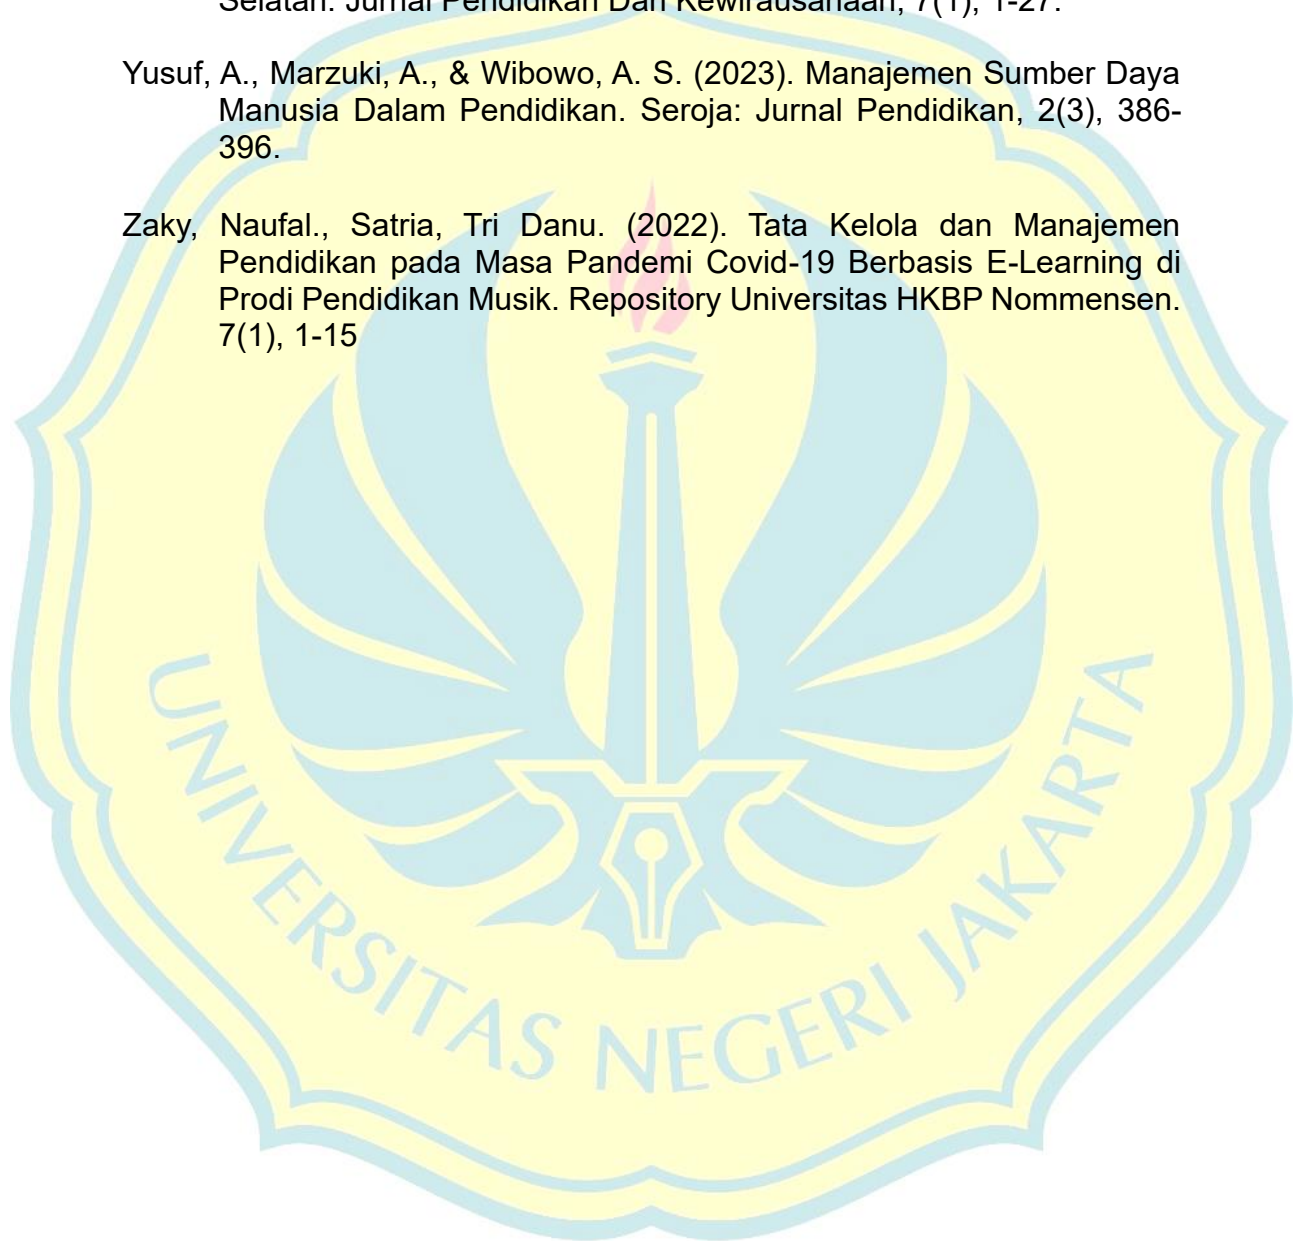 Selatan. Jurnal Pendidikan Dan Kewirausahaan, 7(1), 1-27.
Yusuf, A., Marzuki, A., & Wibowo, A. S. (2023). Manajemen Sumber Daya
Manusia Dalam Pendidikan. Seroja: Jurnal Pendidikan, 2(3), 386-
396.
Zaky, Naufal., Satria, Tri Danu. (2022). Tata Kelola dan Manajemen
Pendidikan pada Masa Pandemi Covid-19 Berbasis E-Learning di
Prodi Pendidikan Musik. Repository Universitas HKBP Nommensen.
7(1), 1-15
UNIVERSITAS NEGERI JAKARTA